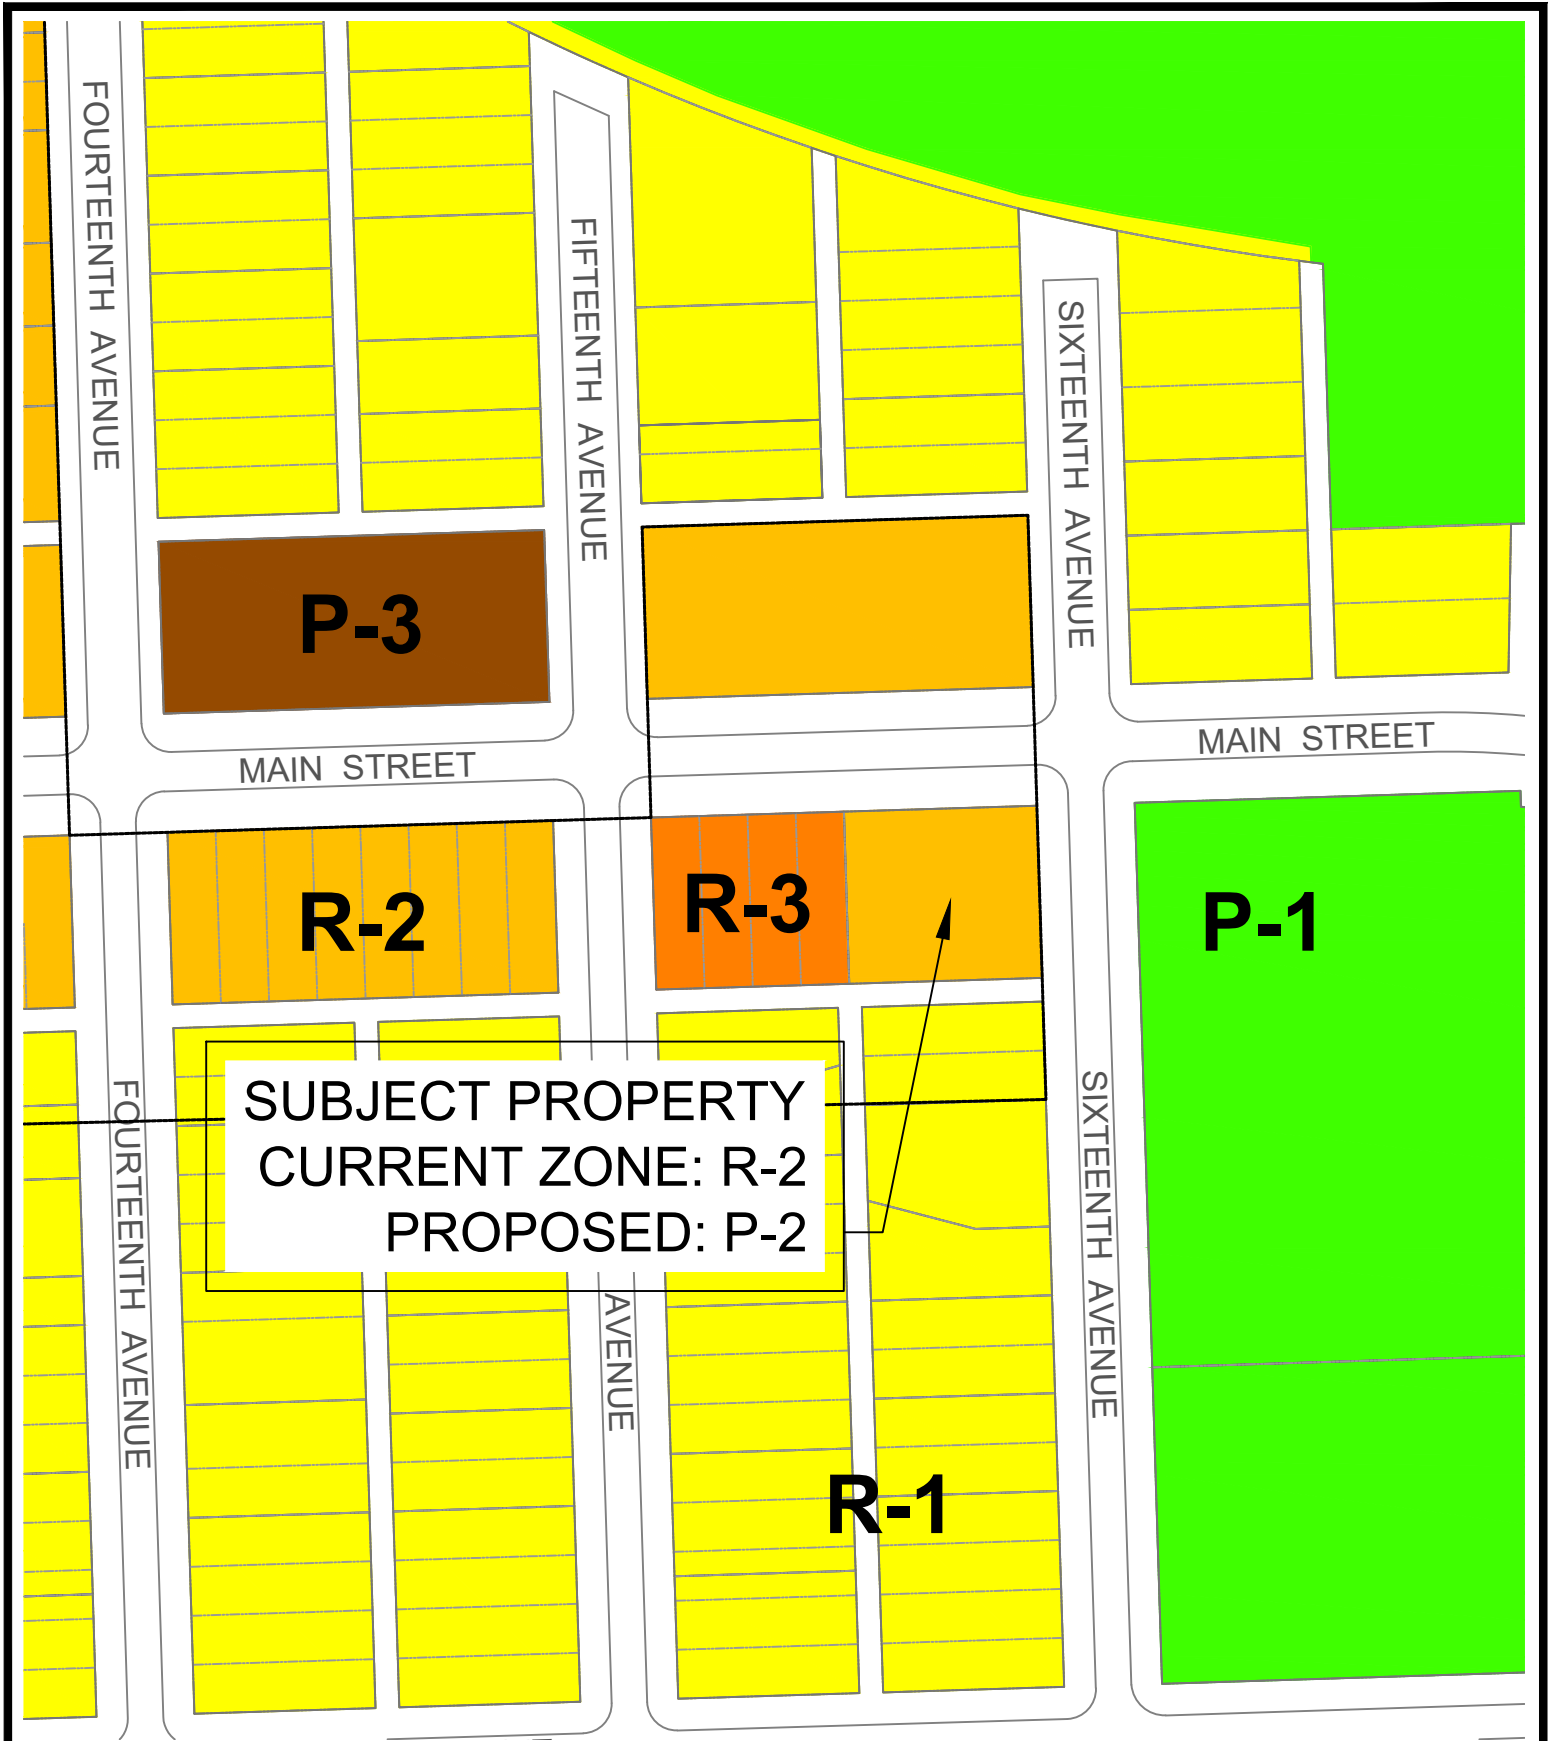 FOURTEENTH AVENUE
FIFTEENTH AVENUE
SIXTEENTH AVENUE
P-3
MAIN STREET
MAIN STREET
R-2
R-3
P-1
SUBJECT PROPERTY
CURRENT ZONE: R-2
PROPOSED: P-2
FOURTEENTH AVENUE
AVENUE
SIXTEENTH AVENUE
R-1